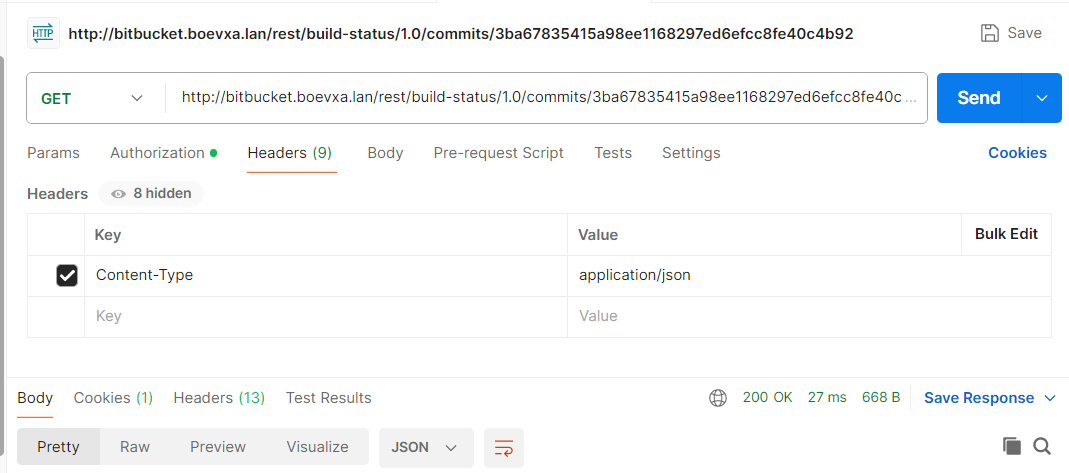 HTTP http://bitbucket.boevxa.lan/rest/build-status/1.0/commits/3ba67835415a98ee1168297ed6efcc8fe40c4b92 Save
GET http://bitbucket.boevxa.lan/rest/build-status/1.0/commits/3ba67835415a98ee1168297ed6efcc8fe40c ... Send
Params Authorization Headers (9) Body Pre-request Script Tests Settings Cookies
Headers 8 hidden
Key Value Bulk Edit
Content-Type application/json
Key Value
Body Cookies (1) Headers (13) Test Results 200 OK 27 ms 668 B Save Response
Pretty Raw Preview Visualize JSON